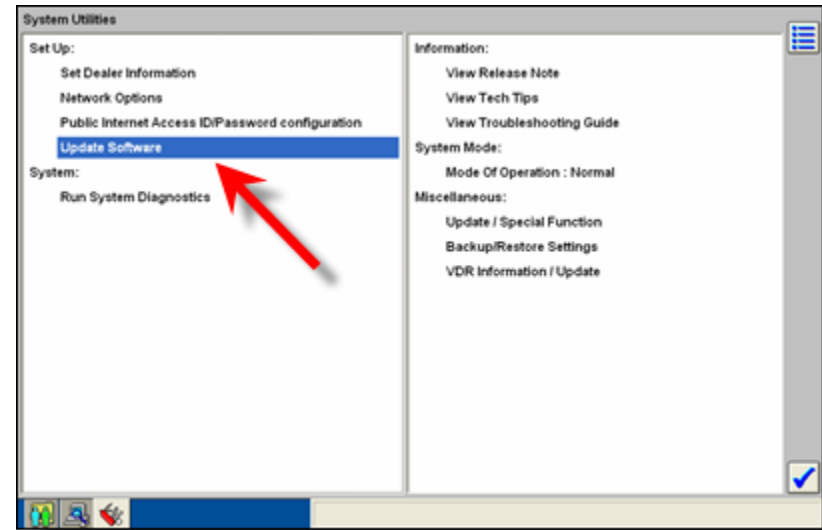 System Utilities
Set Up:
Set Dealer Information
Network Options
Public Internet Access ID/Password configuration
Update Software
System:
Run System Diagnostics
Information:
View Release Note
View Tech Tips
View Troubleshooting Guide
System Mode:
Mode Of Operation : Normal
Miscellaneous:
Update / Special Function
Backup/Restore Settings
VDR Information / Update